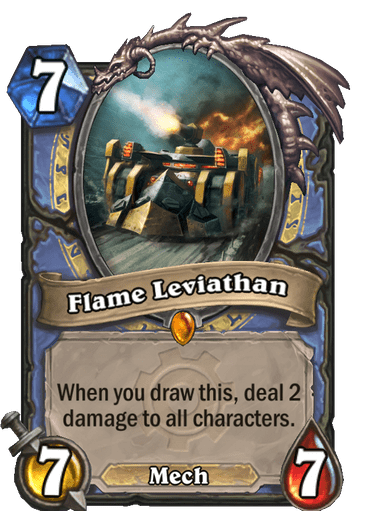 7
Flame Leviathan
When you draw this, deal 2
damage to all characters.
7
Mech
7